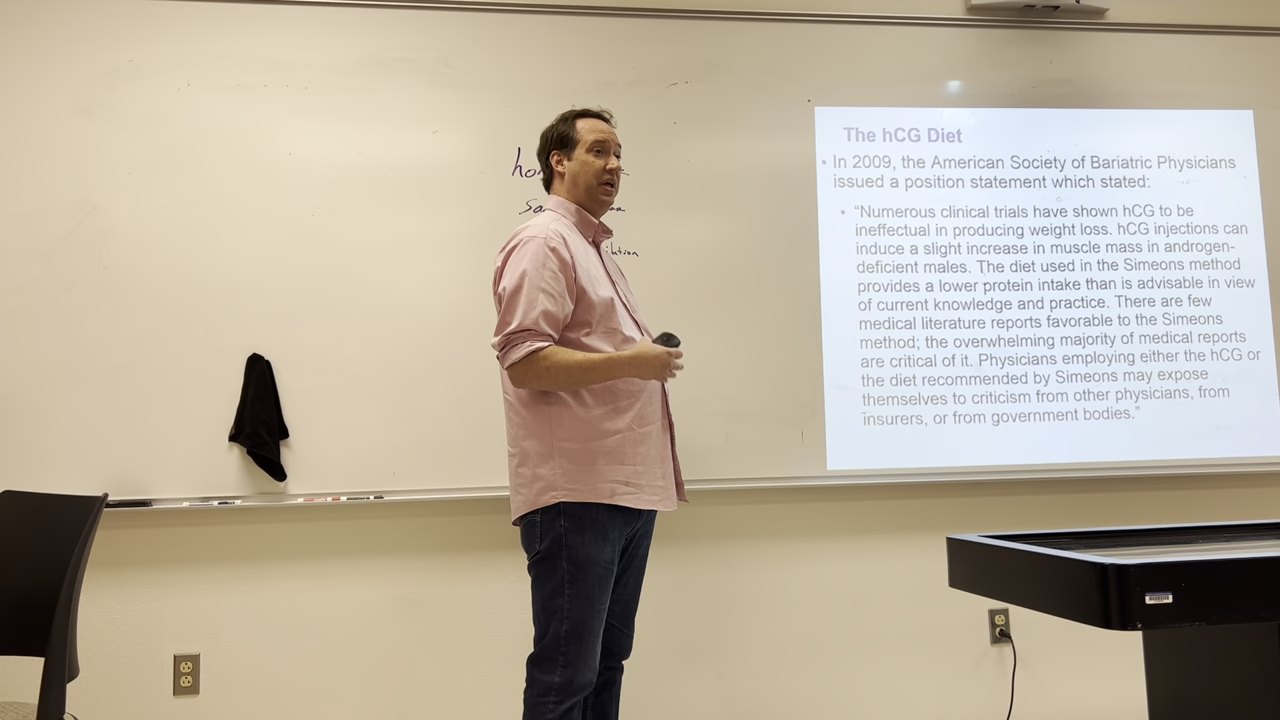 The hCG Diet
• In 2009, the American Society of Bariatric Physicians
issued a position statement which stated:
• “Numerous clinical trials have shown hCG to be
ineffectual in producing weight loss. hCG injections can
induce a slight increase in muscle mass in androgen-
deficient males. The diet used in the Simeons method
provides a lower protein intake than is advisable in view
of current knowledge and practice. There are few
medical literature reports favorable to the Simeons
method; the overwhelming majority of medical reports
are critical of it. Physicians employing either the hCG or
the diet recommended by Simeons may expose
themselves to criticism from other physicians, from
insurers, or from government bodies.”